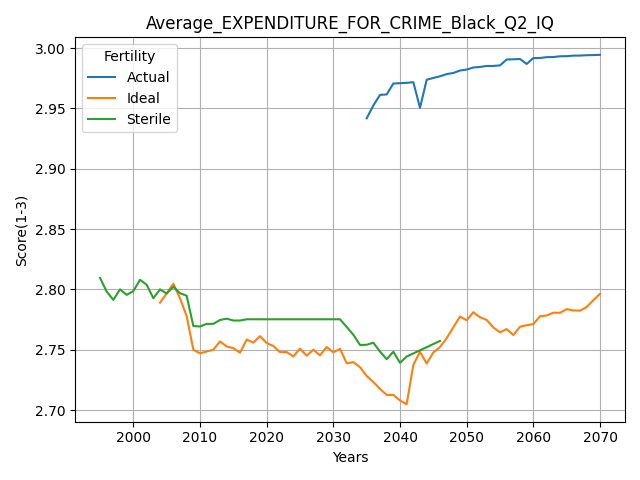 Average_EXPENDITURE_FOR_CRIME_Black_Q2_IQ
Fertility
Actual
Ideal
Sterile
Score(1-3)
3.00
2.95
2.90
2.85
2.80
2.75
2.70
2000 2010 2020 2030 2040 2050 2060 2070
Years